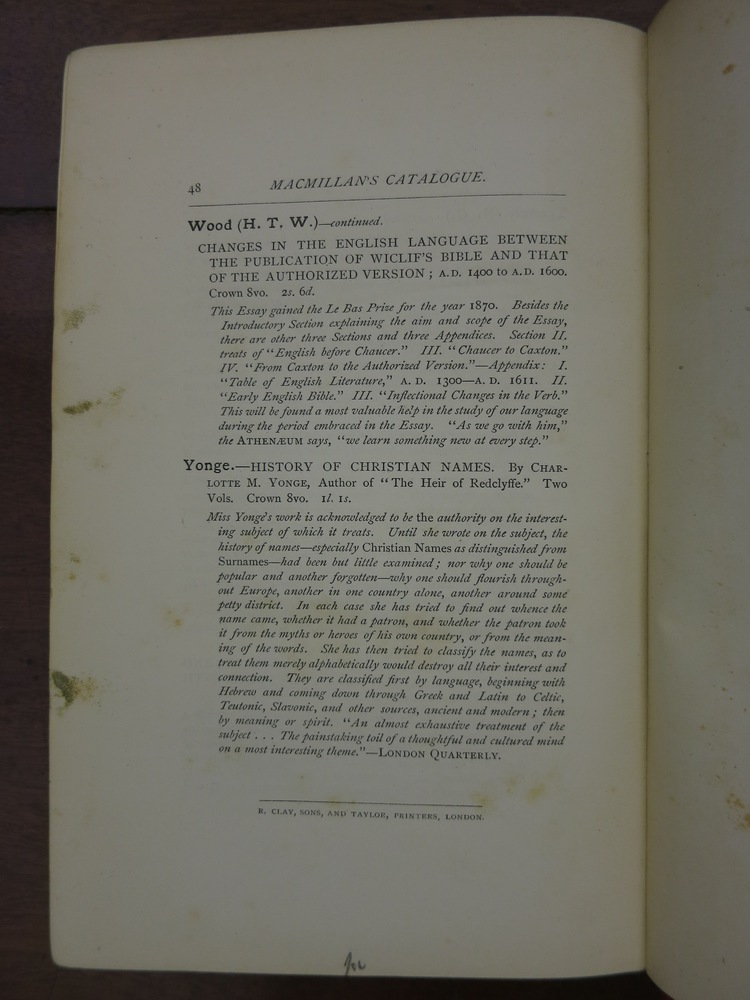 48 MACMILLAN'S CATALOGUE.
Wood (H. T. W.)—continued.
CHANGES IN THE ENGLISH LANGUAGE BETWEEN
THE PUBLICATION OF WICLIF'S BIBLE AND THAT
OF THE AUTHORIZED VERSION ; A.D. 1400 to A.D. 1600.
Crown 8vo. 2s. 6d.
This Essay gained the Le Bas Prize for the year 1870. Besides the
Introductory Section explaining the aim and scope of the Essay,
there are other three Sections and three Appendices. Section II.
treats of "English before Chaucer." III. "Chaucer to Caxton."
IV. "From Caxton to the Authorized Version."—Appendix: I.
"Table of English Literature," A. D. 1300—A. D. 1611. II.
"Early English Bible." III. "Inflectional Changes in the Verb."
This will be found a most valuable help in the study of our language
during the period embraced in the Essay. "As we go with him,"
the ATHENÆUM says, "we learn something new at every step."
Yonge.—HISTORY OF CHRISTIAN NAMES. By CHAR-
LOTTE M. YONGE, Author of "The Heir of Redclyffe." Two
Vols. Crown 8vo. 1l. 1s.
Miss Yonge's work is acknowledged to be the authority on the interest-
ing subject of which it treats. Until she wrote on the subject, the
history of names—especially Christian Names as distinguished from
Surnames—had been but little examined; nor why one should be
popular and another forgotten—why one should flourish through-
out Europe, another in one country alone, another around some
petty district. In each case she has tried to find out whence the
name came, whether it had a patron, and whether the patron took
it from the myths or heroes of his own country, or from the mean-
ing of the words. She has then tried to classify the names, as to
treat them merely alphabetically would destroy all their interest and
connection. They are classified first by language, beginning with
Hebrew and coming down through Greek and Latin to Celtic,
Teutonic, Slavonic, and other sources, ancient and modern; then
by meaning or spirit. "An almost exhaustive treatment of the
subject . . . The painstaking toil of a thoughtful and cultured mind
on a most interesting theme."—LONDON QUARTERLY.
R. CLAY, SONS, AND TAYLOR, PRINTERS, LONDON.